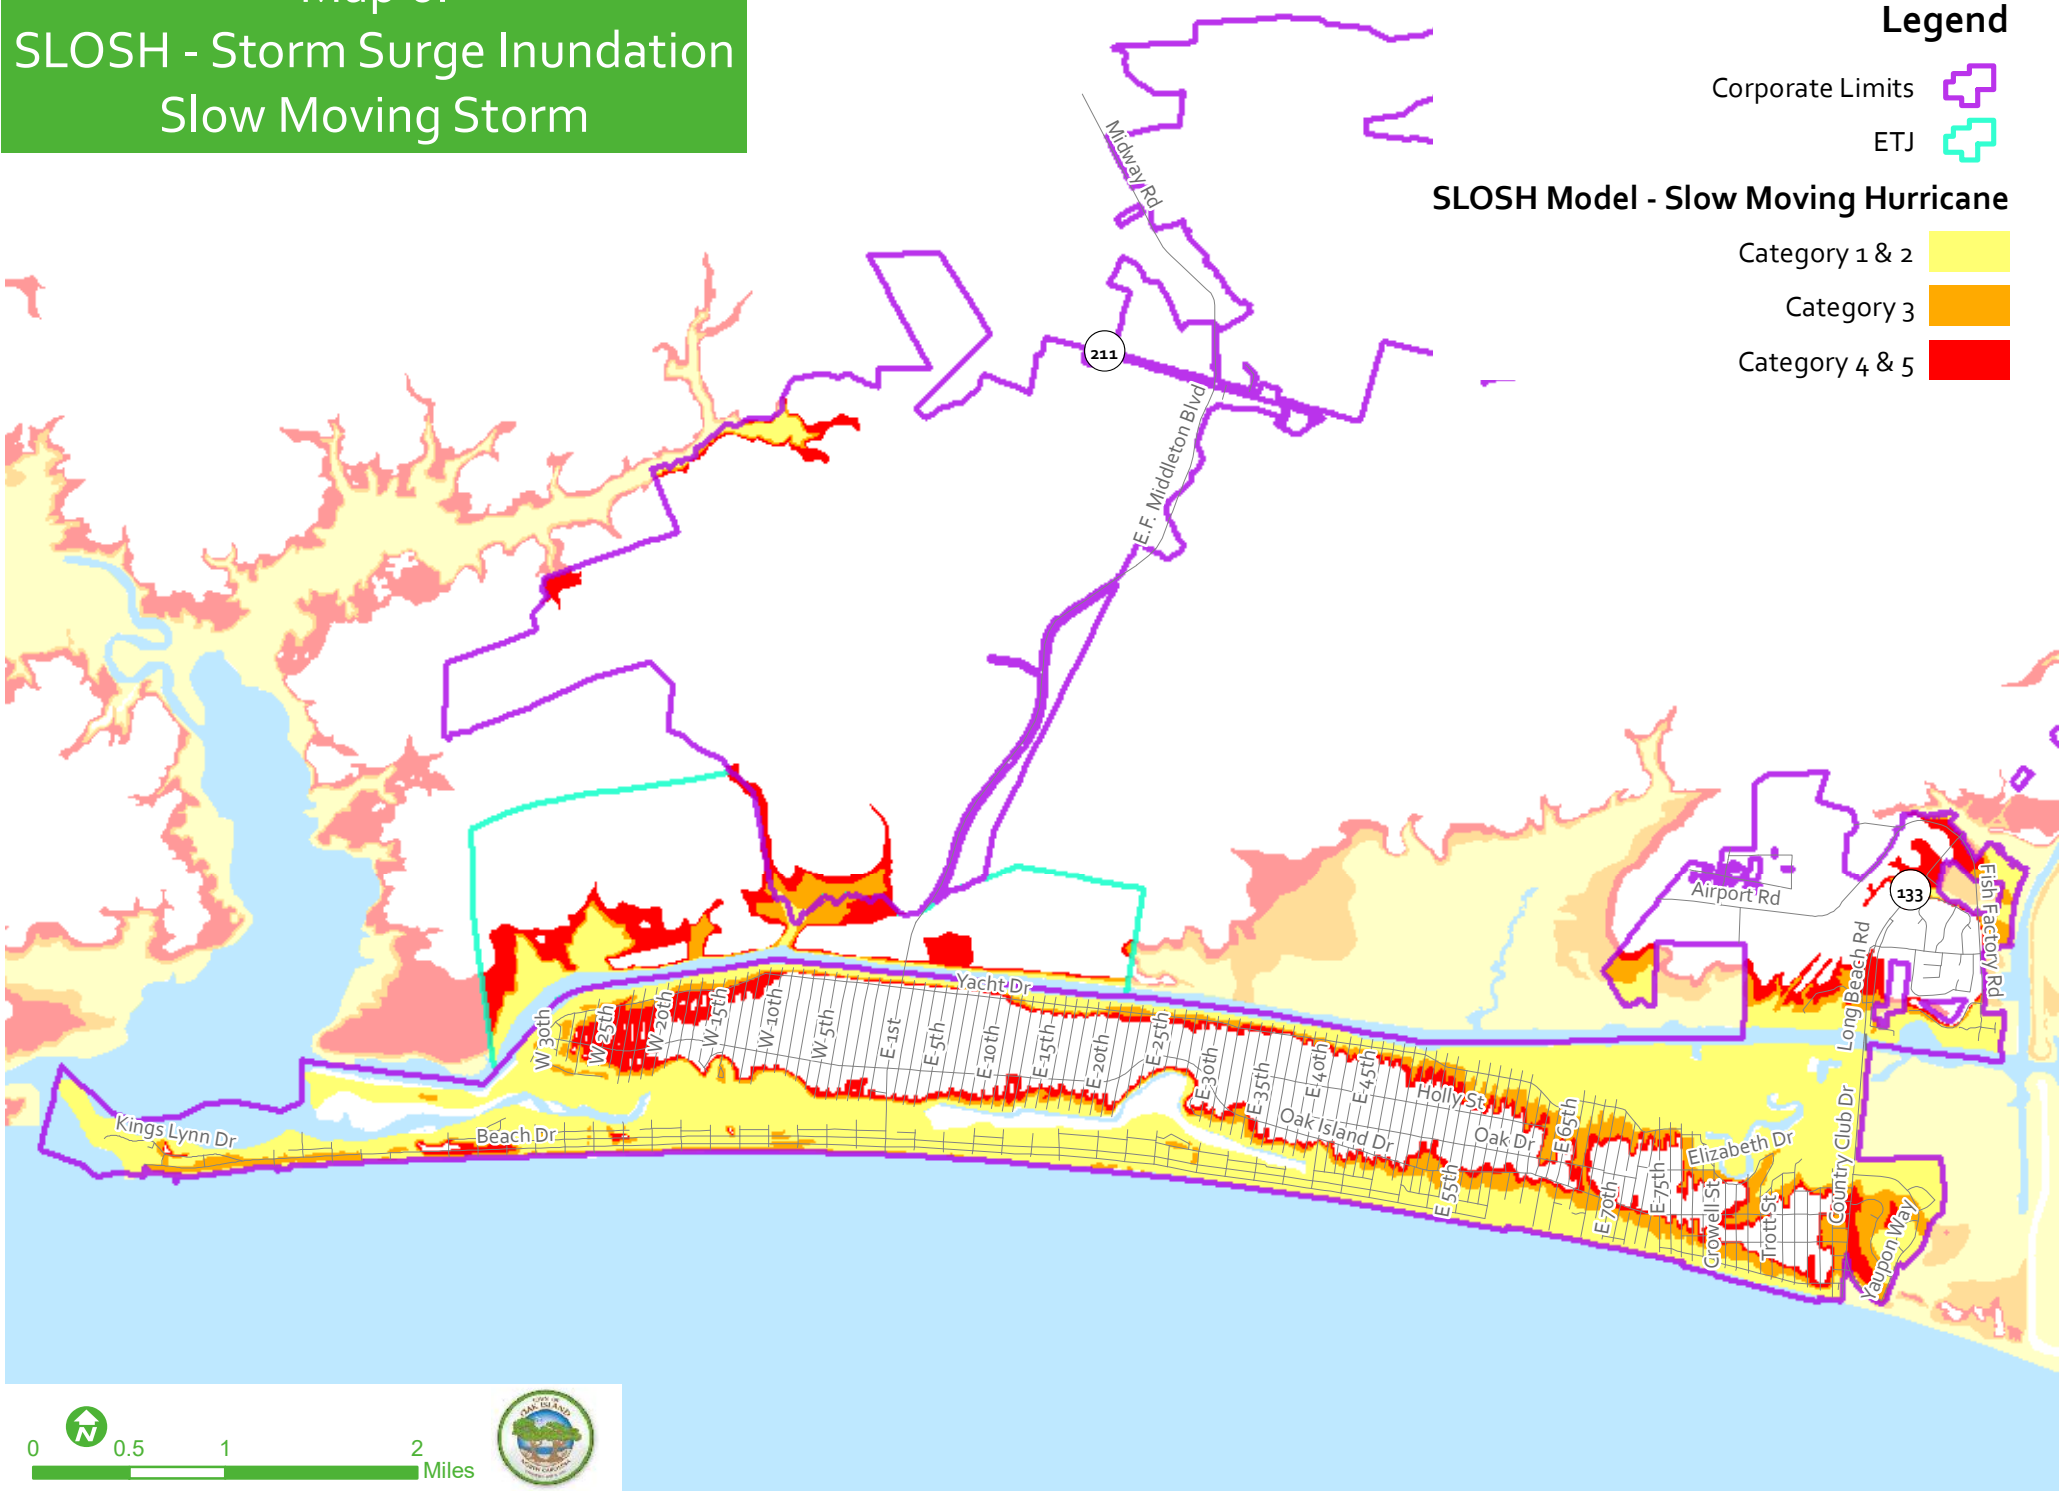 SLOSH - Storm Surge Inundation
Slow Moving Storm
Legend
Corporate Limits
ETJ
SLOSH Model - Slow Moving Hurricane
Category 1 & 2
Category 3
Category 4 & 5
Midway Rd
211
E.F. Middleton Blvd
Airport Rd
133
Fish Factory Rd
Long Beach Rd
Yacht Dr
W 30th
W 25th
W 20th
W 15th
W 10th
W 5th
E 1st
E 5th
E 10th
E 15th
E 20th
E 25th
E 30th
E 35th
E 40th
E 45th
Holly St
Oak Island Dr
Oak Dr
E 55th
E 65th
E 70th
E 75th
Elizabeth Dr
Crowell St
Trott St
Country Club Dr
Yaupon Way
Kings Lynn Dr
Beach Dr
N
0 0.5 1 2
Miles
OAK ISLAND
NORTH CAROLINA